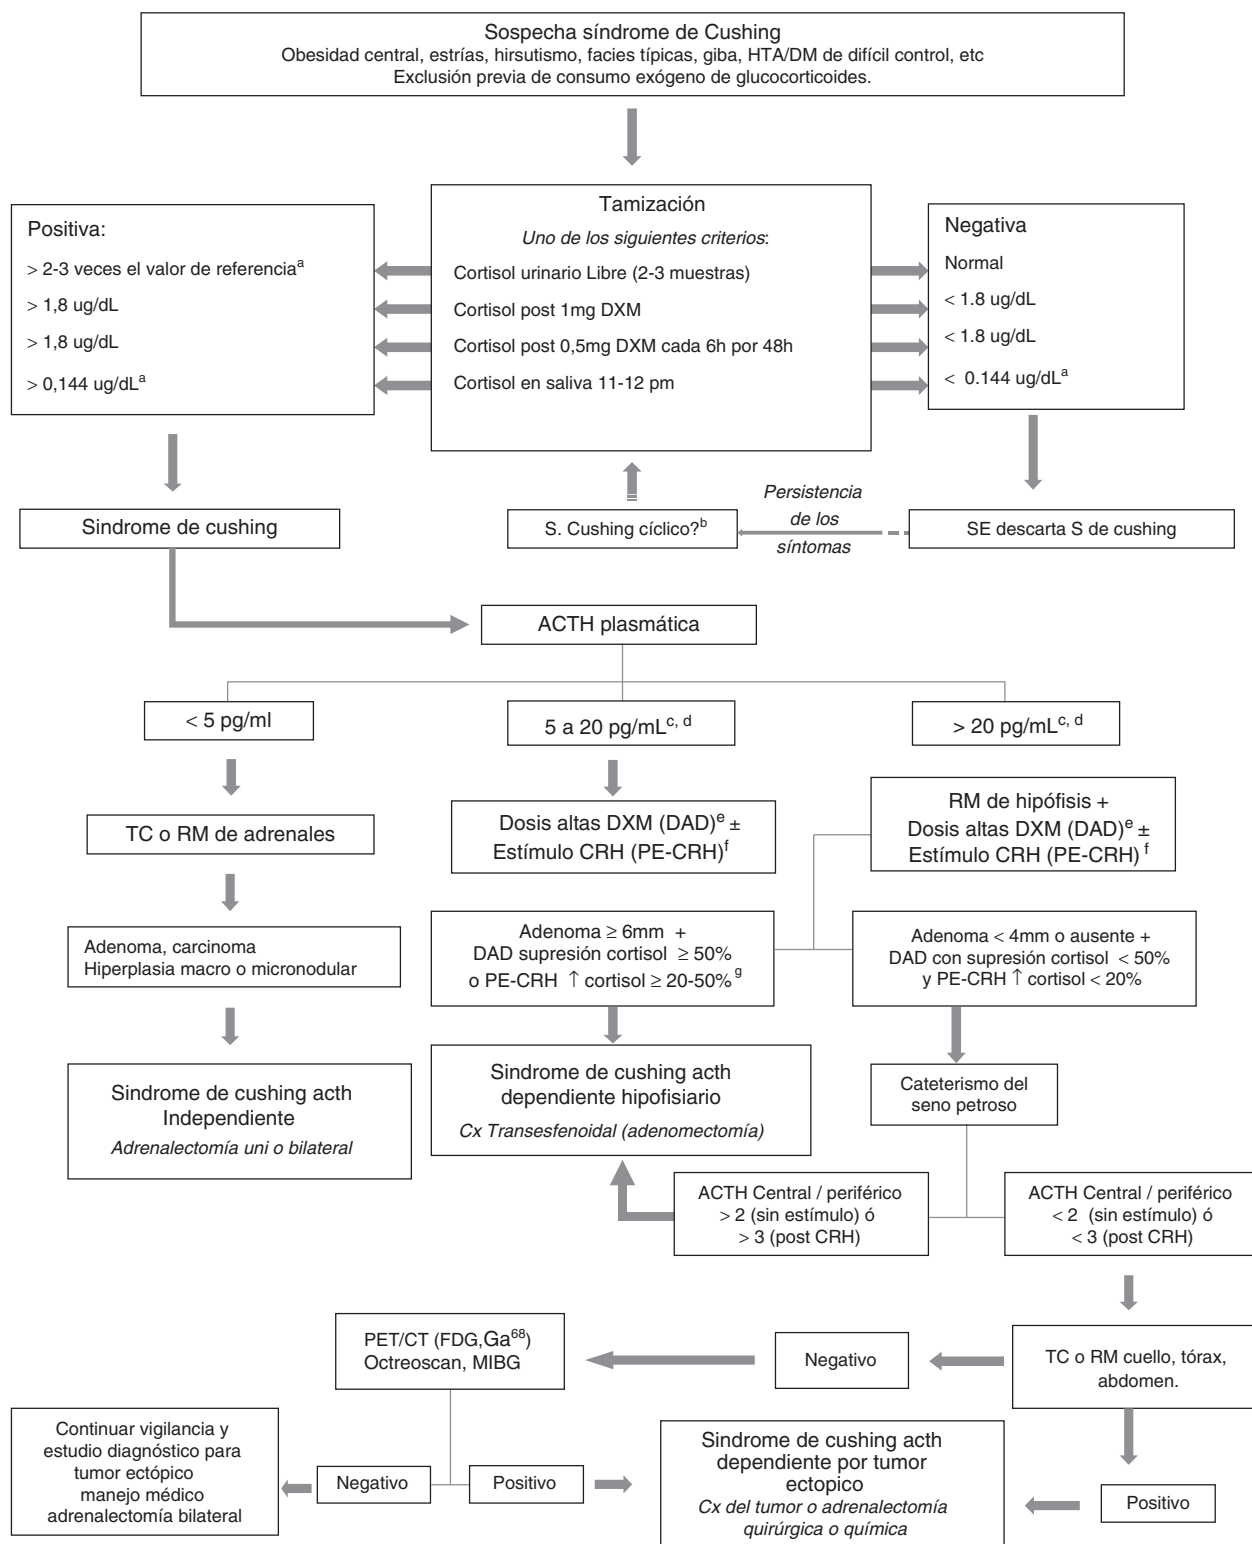 Sospecha síndrome de Cushing
Obesidad central, estrías, hirsutismo, facies típicas, giba, HTA/DM de difícil control, etc
Exclusión previa de consumo exógeno de glucocorticoides.
Positiva:
> 2-3 veces el valor de referenciaᵃ
> 1,8 ug/dL
> 1,8 ug/dL
> 0,144 ug/dLᵃ
Tamización
Uno de los siguientes criterios:
Cortisol urinario Libre (2-3 muestras)
Cortisol post 1mg DXM
Cortisol post 0,5mg DXM cada 6h por 48h
Cortisol en saliva 11-12 pm
Negativa
Normal
< 1.8 ug/dL
< 1.8 ug/dL
< 0.144 ug/dLᵃ
Sindrome de cushing
S. Cushing cíclico?ᵇ
Persistencia
de los
síntomas
SE descarta S de cushing
ACTH plasmática
< 5 pg/ml
5 a 20 pg/mLᶜ, ᵈ
> 20 pg/mLᶜ, ᵈ
TC o RM de adrenales
Dosis altas DXM (DAD)ᵉ ±
Estímulo CRH (PE-CRH)ᶠ
RM de hipófisis +
Dosis altas DXM (DAD)ᵉ ±
Estímulo CRH (PE-CRH) ᶠ
Adenoma, carcinoma
Hiperplasia macro o micronodular
Adenoma ≥ 6mm +
DAD supresión cortisol ≥ 50%
o PE-CRH ↑ cortisol ≥ 20-50%ᵍ
Adenoma < 4mm o ausente +
DAD con supresión cortisol < 50%
y PE-CRH ↑ cortisol < 20%
Sindrome de cushing acth
Independiente
Adrenalectomía uni o bilateral
Sindrome de cushing acth
dependiente hipofisiario
Cx Transesfenoidal (adenomectomía)
Cateterismo del
seno petroso
ACTH Central / periférico
> 2 (sin estímulo) ó
> 3 (post CRH)
ACTH Central / periférico
< 2 (sin estímulo) ó
< 3 (post CRH)
PET/CT (FDG,Ga⁶⁸)
Octreoscan, MIBG
Negativo
TC o RM cuello, tórax,
abdomen.
Continuar vigilancia y
estudio diagnóstico para
tumor ectópico
manejo médico
adrenalectomía bilateral
Negativo
Positivo
Sindrome de cushing acth
dependiente por tumor
ectopico
Cx del tumor o adrenalectomía
quirúrgica o química
Positivo